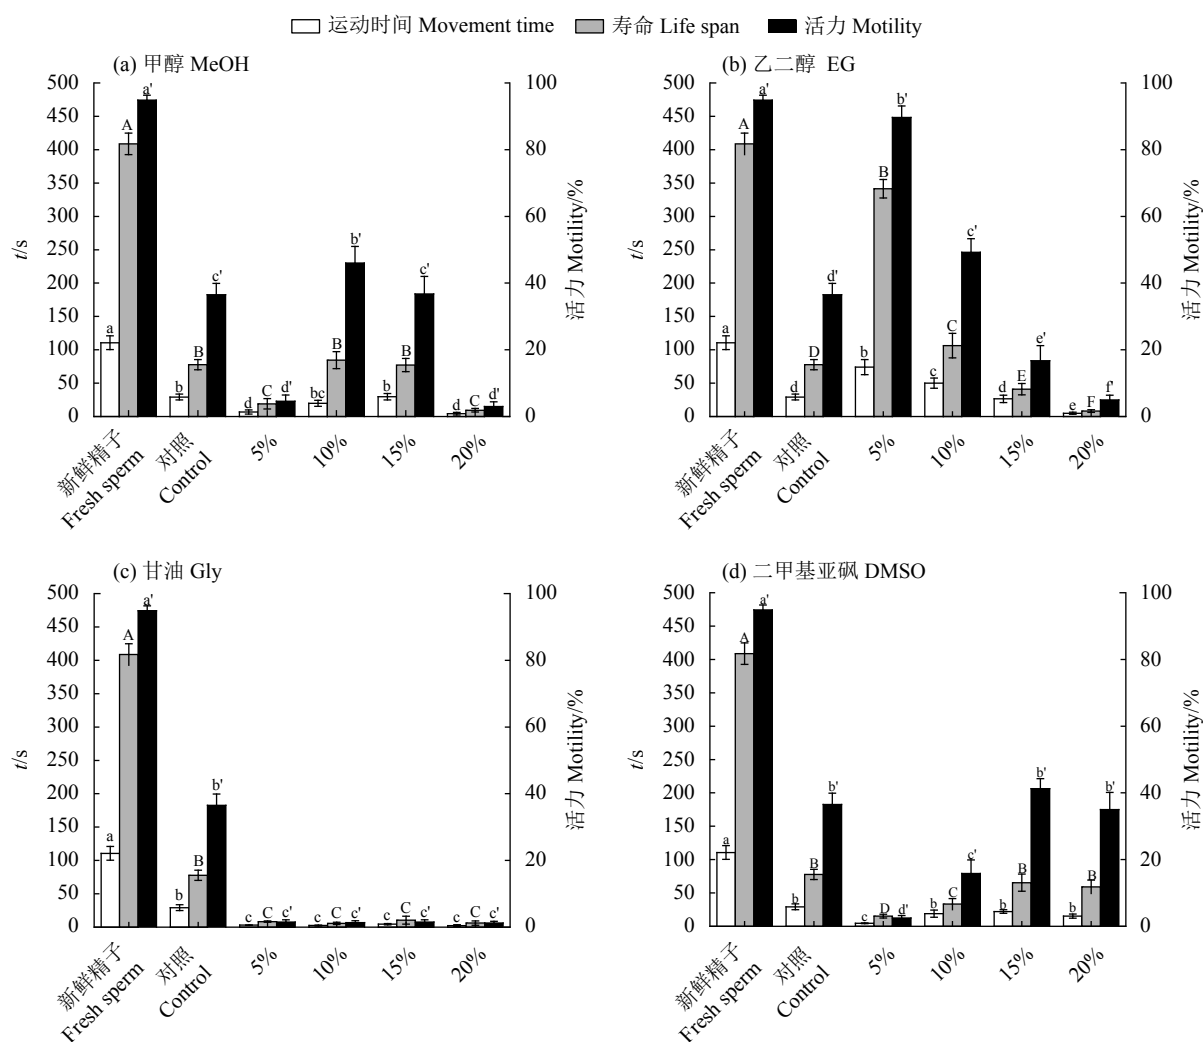 运动时间 Movement time 寿命 Life span 活力 Motility
(a) 甲醇 MeOH
500
450
400
350
300
250
200
150
100
50
0
t/s
100
80
60
40
20
0
活力 Motility/%
a A a'
b B c'
d C d'
bc B b'
b B c'
d C d'
新鲜精子
Fresh sperm
对照
Control
5%
10%
15%
20%
(b) 乙二醇 EG
500
450
400
350
300
250
200
150
100
50
0
t/s
100
80
60
40
20
0
活力 Motility/%
a A a'
d D d'
b B b'
c C c'
d E e'
e F f'
新鲜精子
Fresh sperm
对照
Control
5%
10%
15%
20%
(c) 甘油 Gly
500
450
400
350
300
250
200
150
100
50
0
t/s
100
80
60
40
20
0
活力 Motility/%
a A a'
b B b'
c C c'
c C c'
c C c'
c C c'
新鲜精子
Fresh sperm
对照
Control
5%
10%
15%
20%
(d) 二甲基亚砜 DMSO
500
450
400
350
300
250
200
150
100
50
0
t/s
100
80
60
40
20
0
活力 Motility/%
a A a'
b B b'
c D d'
b C c'
b B b'
b B b'
新鲜精子
Fresh sperm
对照
Control
5%
10%
15%
20%